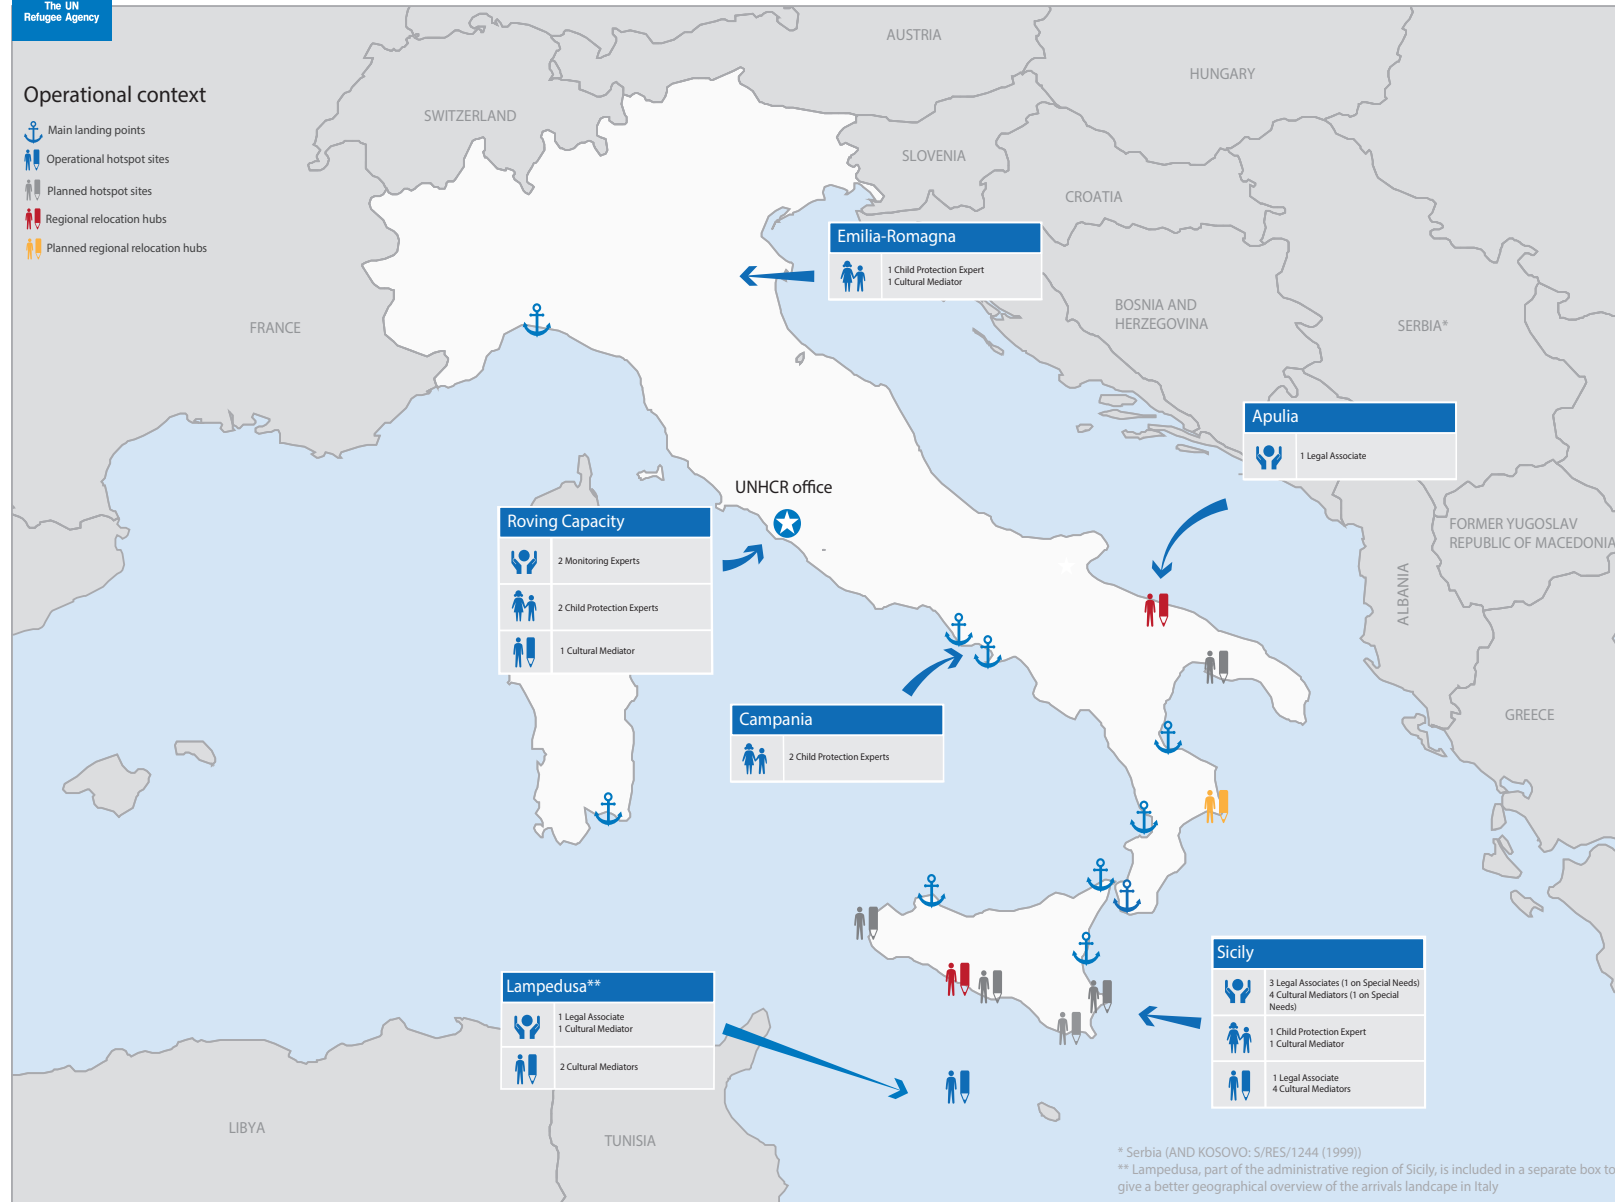 The UN
Refugee Agency
Operational context
Main landing points
Operational hotspot sites
Planned hotspot sites
Regional relocation hubs
Planned regional relocation hubs
AUSTRIA
HUNGARY
SWITZERLAND
SLOVENIA
CROATIA
FRANCE
BOSNIA AND
HERZEGOVINA
SERBIA*
Emilia-Romagna
1 Child Protection Expert
1 Cultural Mediator
Apulia
1 Legal Associate
UNHCR office
Roving Capacity
2 Monitoring Experts
2 Child Protection Experts
1 Cultural Mediator
FORMER YUGOSLAV
REPUBLIC OF MACEDONIA
ALBANIA
Campania
2 Child Protection Experts
GREECE
Lampedusa**
1 Legal Associate
1 Cultural Mediator
2 Cultural Mediators
Sicily
3 Legal Associates (1 on Special Needs)
4 Cultural Mediators (1 on Special
Needs)
1 Child Protection Expert
1 Cultural Mediator
1 Legal Associate
4 Cultural Mediators
LIBYA
TUNISIA
* Serbia (AND KOSOVO: S/RES/1244 (1999))
** Lampedusa, part of the administrative region of Sicily, is included in a separate box to
give a better geographical overview of the arrivals landcape in Italy